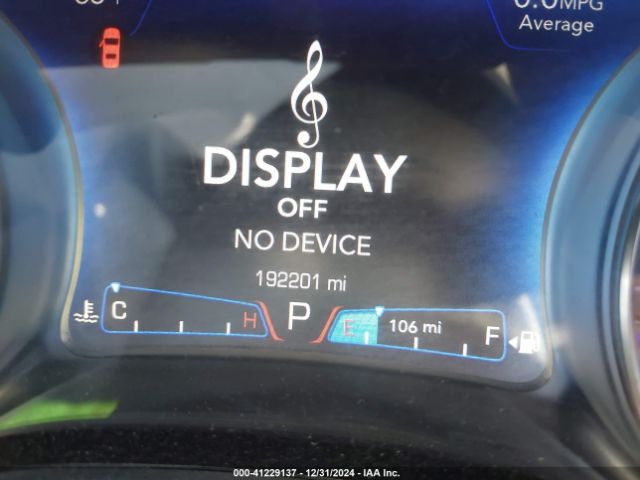 MPG
Average
DISPLAY
OFF
NO DEVICE
192201 mi
C H P E 106 mi F
000-41229137 - 12/31/2024 - IAA Inc.